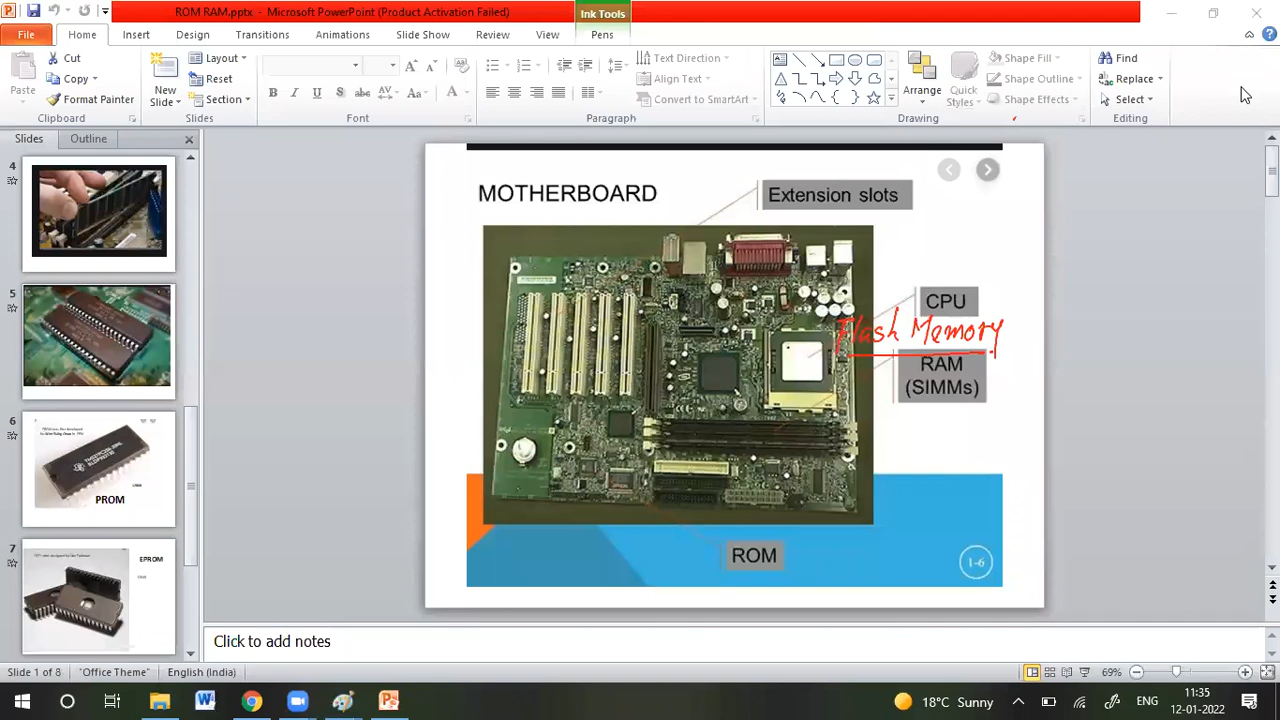 ROM RAM.pptx - Microsoft PowerPoint (Product Activation Failed)
Ink Tools
File
Home
Insert
Design
Transitions
Animations
Slide Show
Review
View
Pens
Paste
Cut
Copy
Format Painter
Clipboard
New
Slide
Layout
Reset
Section
Slides
Font
Text Direction
Align Text
Convert to SmartArt
Paragraph
Arrange
Quick
Styles
Shape Fill
Shape Outline
Shape Effects
Drawing
Find
Replace
Select
Editing
Slides
Outline
4
5
6
PROM
7
EPROM
MOTHERBOARD
Extension slots
CPU
Flash Memory
RAM
(SIMMs)
ROM
1-6
Click to add notes
Slide 1 of 8
"Office Theme"
English (India)
69%
18°C Sunny
ENG
11:35
12-01-2022